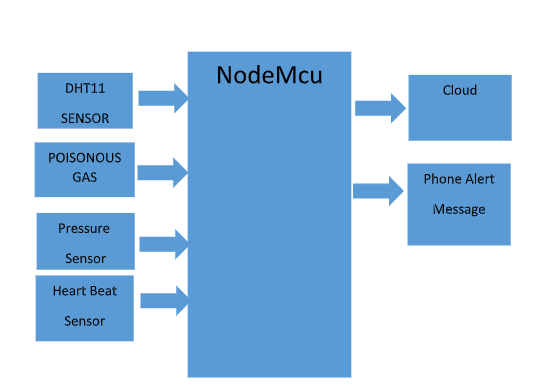 NodeMcu
DHT11
SENSOR
POISONOUS
GAS
Pressure
Sensor
Heart Beat
Sensor
Cloud
Phone Alert
Message